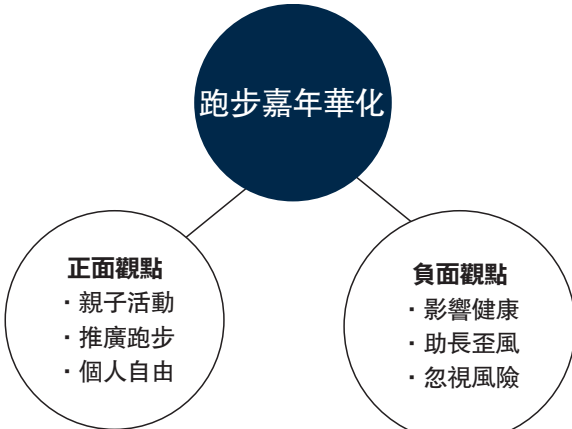 跑步嘉年華化
正面觀點
·親子活動
·推廣跑步
·個人自由
負面觀點
·影響健康
·助長歪風
·忽視風險